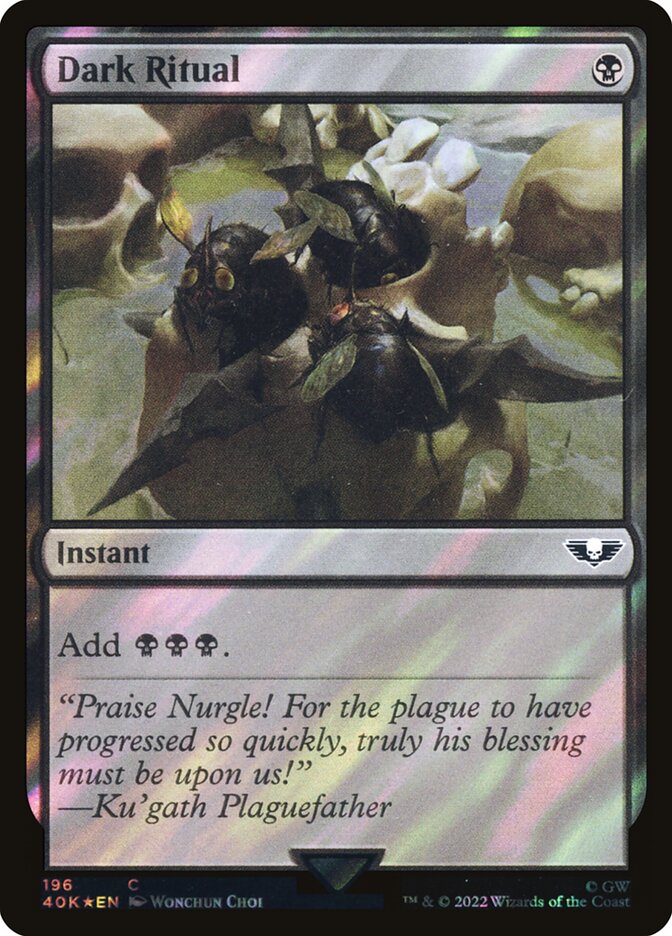 Dark Ritual
Instant
Add
“Praise Nurgle! For the plague to have
progressed so quickly, truly his blessing
must be upon us!”
—Ku’gath Plaguefather
196 C
© GW
40K★EN Wonchun Choi
™ & © 2022 Wizards of the Coast